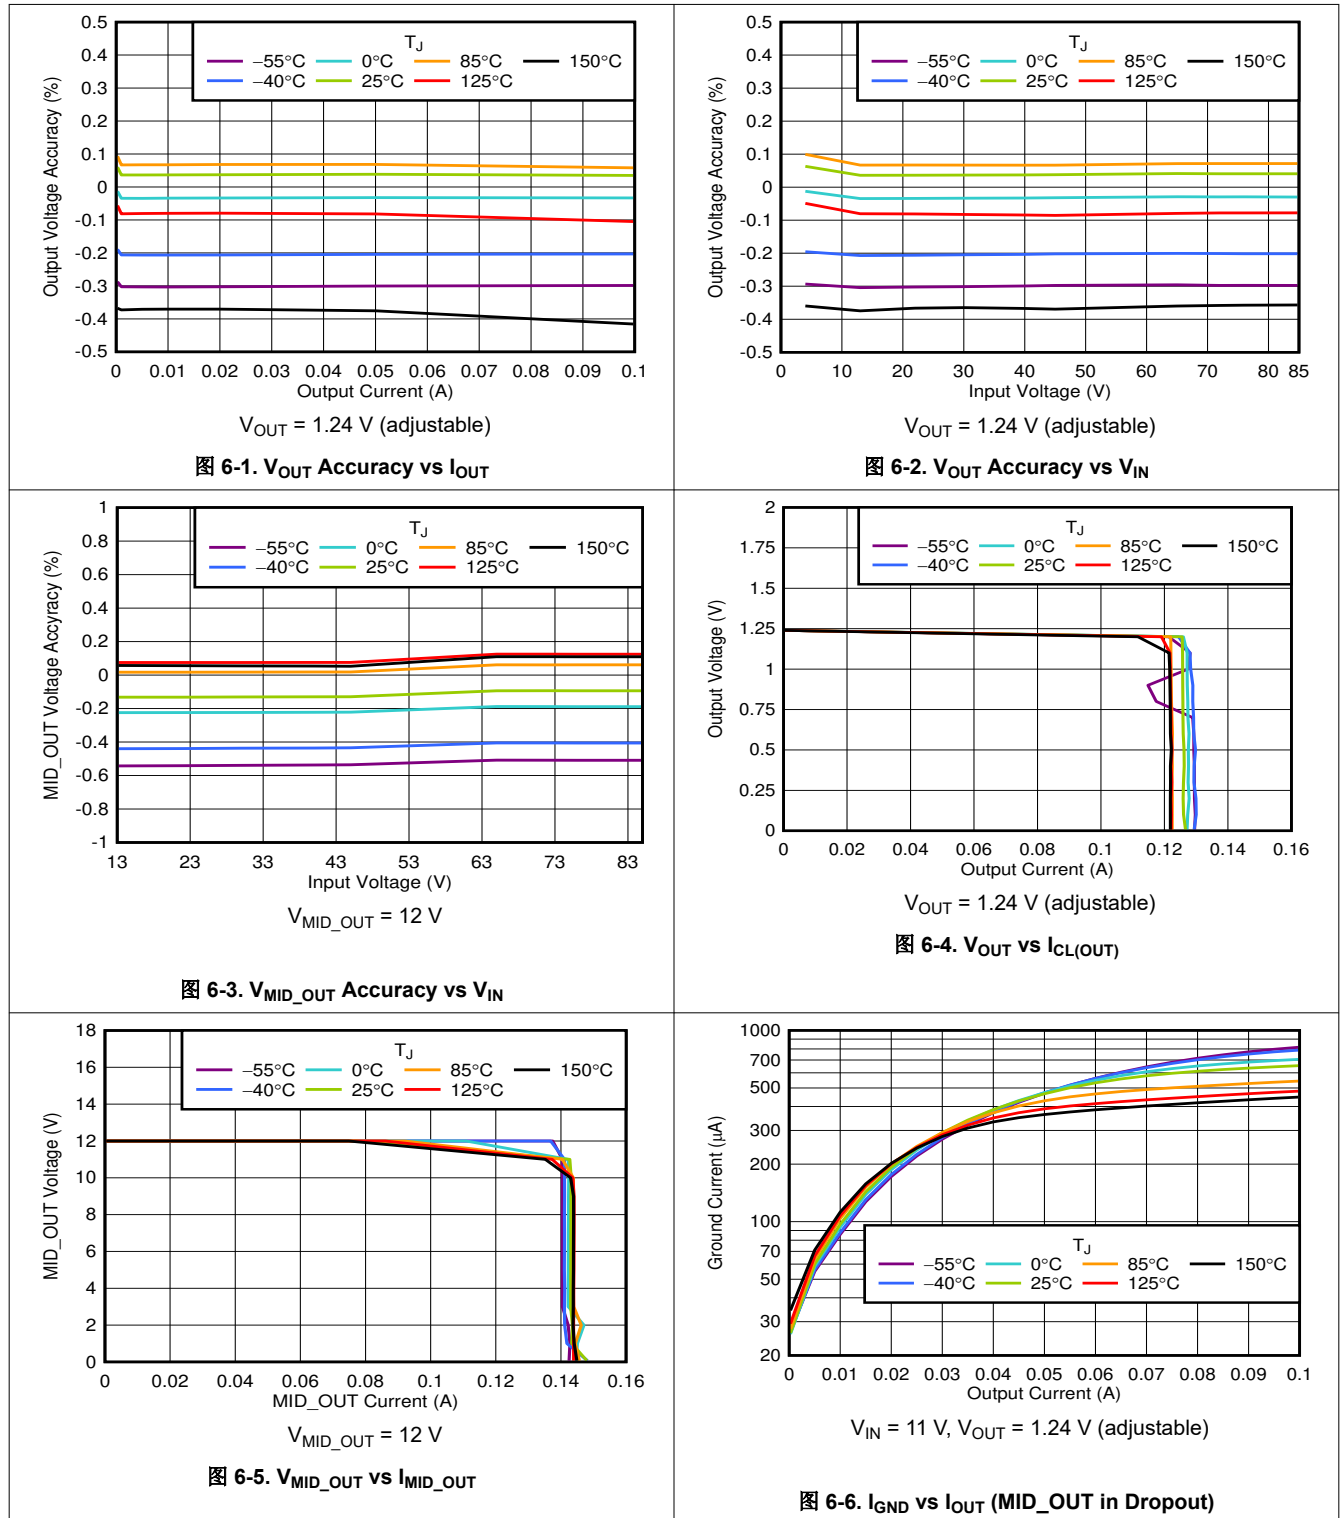 0.5
0.4
0.3
0.2
0.1
0
-0.1
-0.2
-0.3
-0.4
-0.5
Output Voltage Accuracy (%)
TJ
−55°C 0°C 85°C 150°C
−40°C 25°C 125°C
0 0.01 0.02 0.03 0.04 0.05 0.06 0.07 0.08 0.09 0.1
Output Current (A)
VOUT = 1.24 V (adjustable)
图 6-1. VOUT Accuracy vs IOUT
0.5
0.4
0.3
0.2
0.1
0
-0.1
-0.2
-0.3
-0.4
-0.5
Output Voltage Accuracy (%)
TJ
−55°C 0°C 85°C 150°C
−40°C 25°C 125°C
0 10 20 30 40 50 60 70 80 85
Input Voltage (V)
VOUT = 1.24 V (adjustable)
图 6-2. VOUT Accuracy vs VIN
1
0.8
0.6
0.4
0.2
0
-0.2
-0.4
-0.6
-0.8
-1
MID_OUT Voltage Accyracy (%)
TJ
−55°C 0°C 85°C 150°C
−40°C 25°C 125°C
13 23 33 43 53 63 73 83
Input Voltage (V)
VMID_OUT = 12 V
图 6-3. VMID_OUT Accuracy vs VIN
2
1.75
1.5
1.25
1
0.75
0.5
0.25
0
Output Voltage (V)
TJ
−55°C 0°C 85°C 150°C
−40°C 25°C 125°C
0 0.02 0.04 0.06 0.08 0.1 0.12 0.14 0.16
Output Current (A)
VOUT = 1.24 V (adjustable)
图 6-4. VOUT vs ICL(OUT)
18
16
14
12
10
8
6
4
2
0
MID_OUT Voltage (V)
TJ
−55°C 0°C 85°C 150°C
−40°C 25°C 125°C
0 0.02 0.04 0.06 0.08 0.1 0.12 0.14 0.16
MID_OUT Current (A)
VMID_OUT = 12 V
图 6-5. VMID_OUT vs IMID_OUT
1000
700
500
300
200
100
70
50
30
20
Ground Current (µA)
TJ
−55°C 0°C 85°C 150°C
−40°C 25°C 125°C
0 0.01 0.02 0.03 0.04 0.05 0.06 0.07 0.08 0.09 0.1
Output Current (A)
VIN = 11 V, VOUT = 1.24 V (adjustable)
图 6-6. IGND vs IOUT (MID_OUT in Dropout)